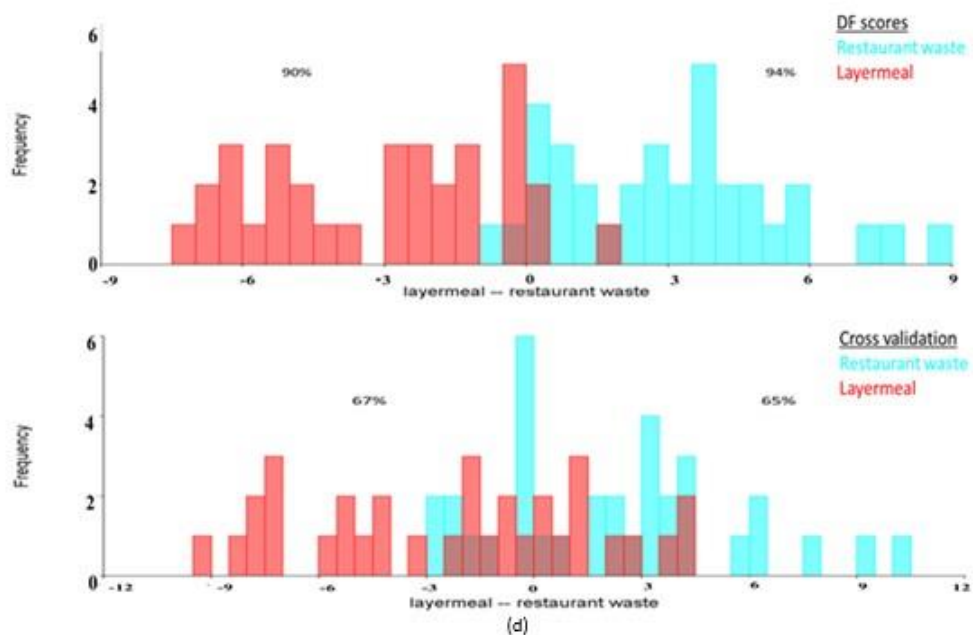 DF scores
Restaurant waste
Layermeal
90%
94%
Frequency
6
4
2
0
-9 -6 -3 0 3 6 9
layermeal -- restaurant waste
Cross validation
Restaurant waste
Layermeal
67%
65%
Frequency
6
4
2
0
-12 -9 -6 -3 0 3 6 9 12
layermeal -- restaurant waste
(d)